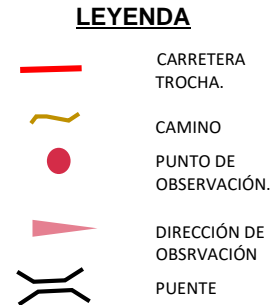 LEYENDA
CARRETERA
TROCHA.
CAMINO
PUNTO DE
OBSERVACIÓN.
DIRECCIÓN DE
OBSRVACIÓN
PUENTE